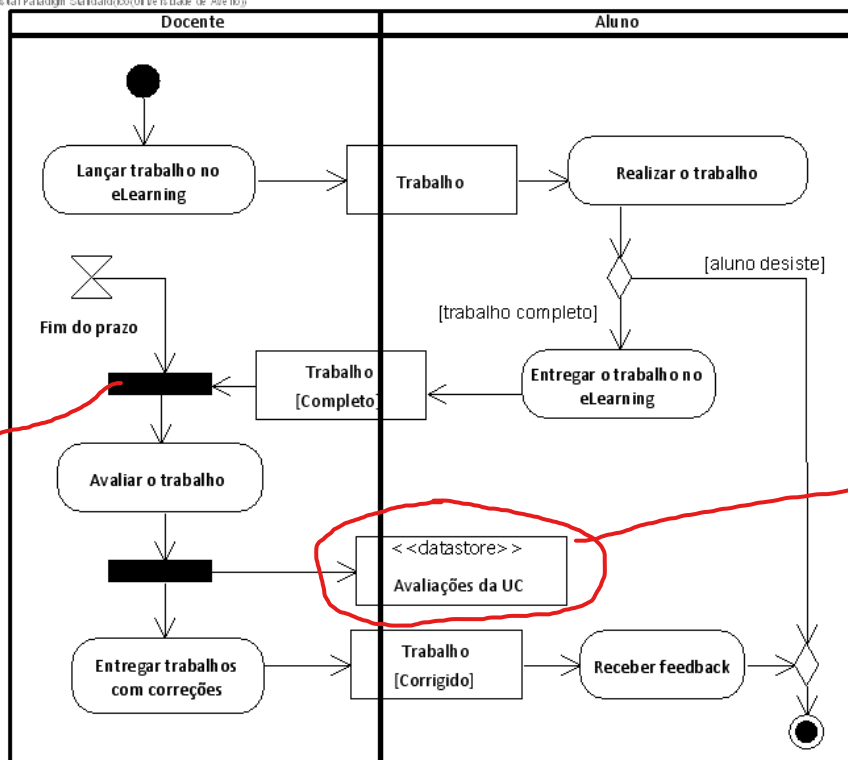 Docente
Aluno
Lançar trabalho no
eLearning
Trabalho
Realizar o trabalho
[aluno desiste]
[trabalho completo]
Fim do prazo
Trabalho
[Completo]
Entregar o trabalho no
eLearning
Avaliar o trabalho
<<datastore>>
Avaliações da UC
Entregar trabalhos
com correções
Trabalho
[Corrigido]
Receber feedback